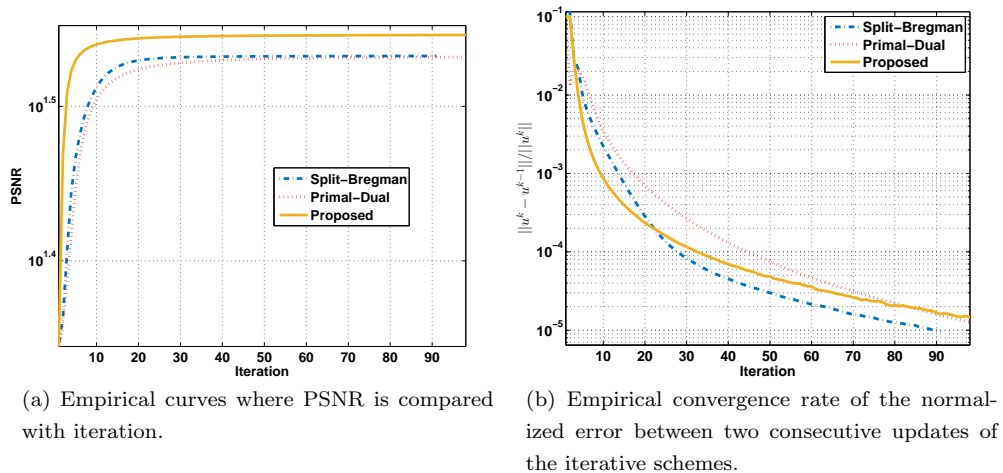 10^1.5
10^1.4
PSNR
Split-Bregman
Primal-Dual
Proposed
10 20 30 40 50 60 70 80 90
Iteration
(a) Empirical curves where PSNR is compared
with iteration.
10^-1
10^-2
10^-3
10^-4
10^-5
||u^k − u^{k−1}||/||u^k||
Split-Bregman
Primal-Dual
Proposed
10 20 30 40 50 60 70 80 90
Iteration
(b) Empirical convergence rate of the normal-
ized error between two consecutive updates of
the iterative schemes.